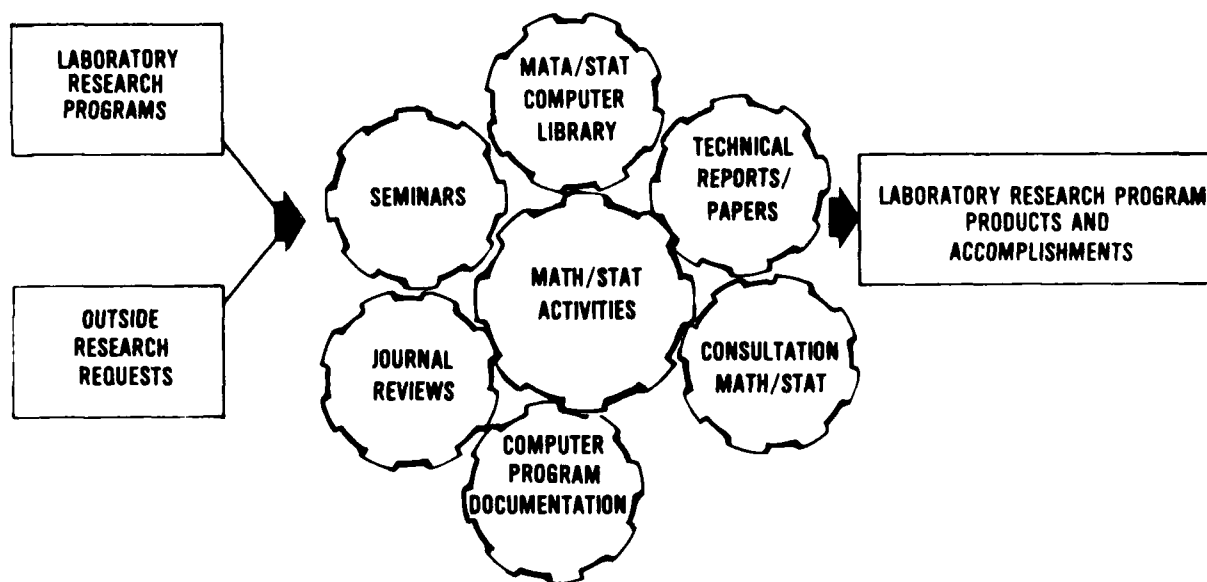 LABORATORY
RESEARCH
PROGRAMS
OUTSIDE
RESEARCH
REQUESTS
MATA/STAT
COMPUTER
LIBRARY
SEMINARS
TECHNICAL
REPORTS/
PAPERS
MATH/STAT
ACTIVITIES
JOURNAL
REVIEWS
CONSULTATION
MATH/STAT
COMPUTER
PROGRAM
DOCUMENTATION
LABORATORY RESEARCH PROGRAM
PRODUCTS AND
ACCOMPLISHMENTS